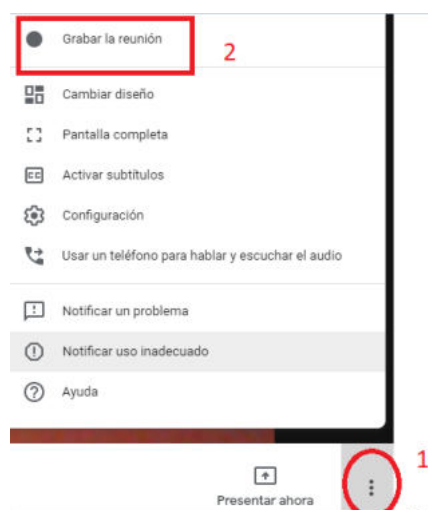 Grabar la reunión
2
Cambiar diseño
Pantalla completa
Activar subtítulos
Configuración
Usar un teléfono para hablar y escuchar el audio
Notificar un problema
Notificar uso inadecuado
Ayuda
1
Presentar ahora